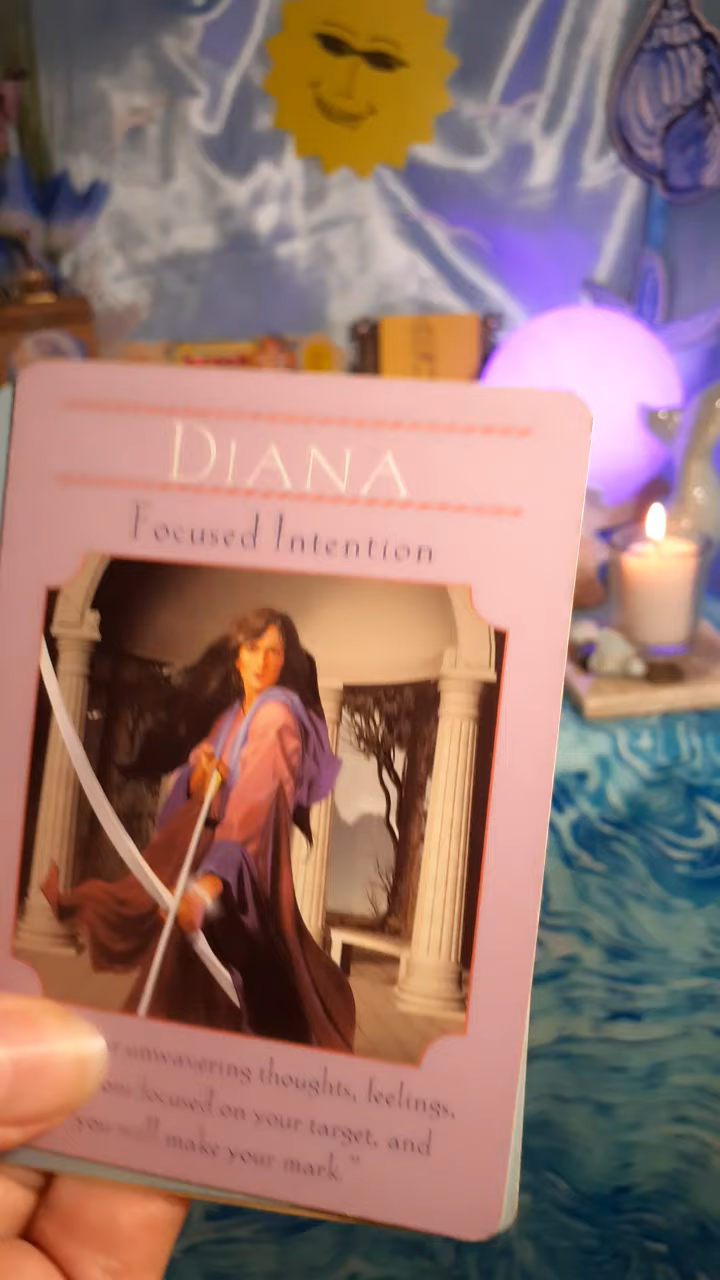 DIANA
Focused Intention
unwavering thoughts, feelings,
focused on your target, and
you will make your mark."